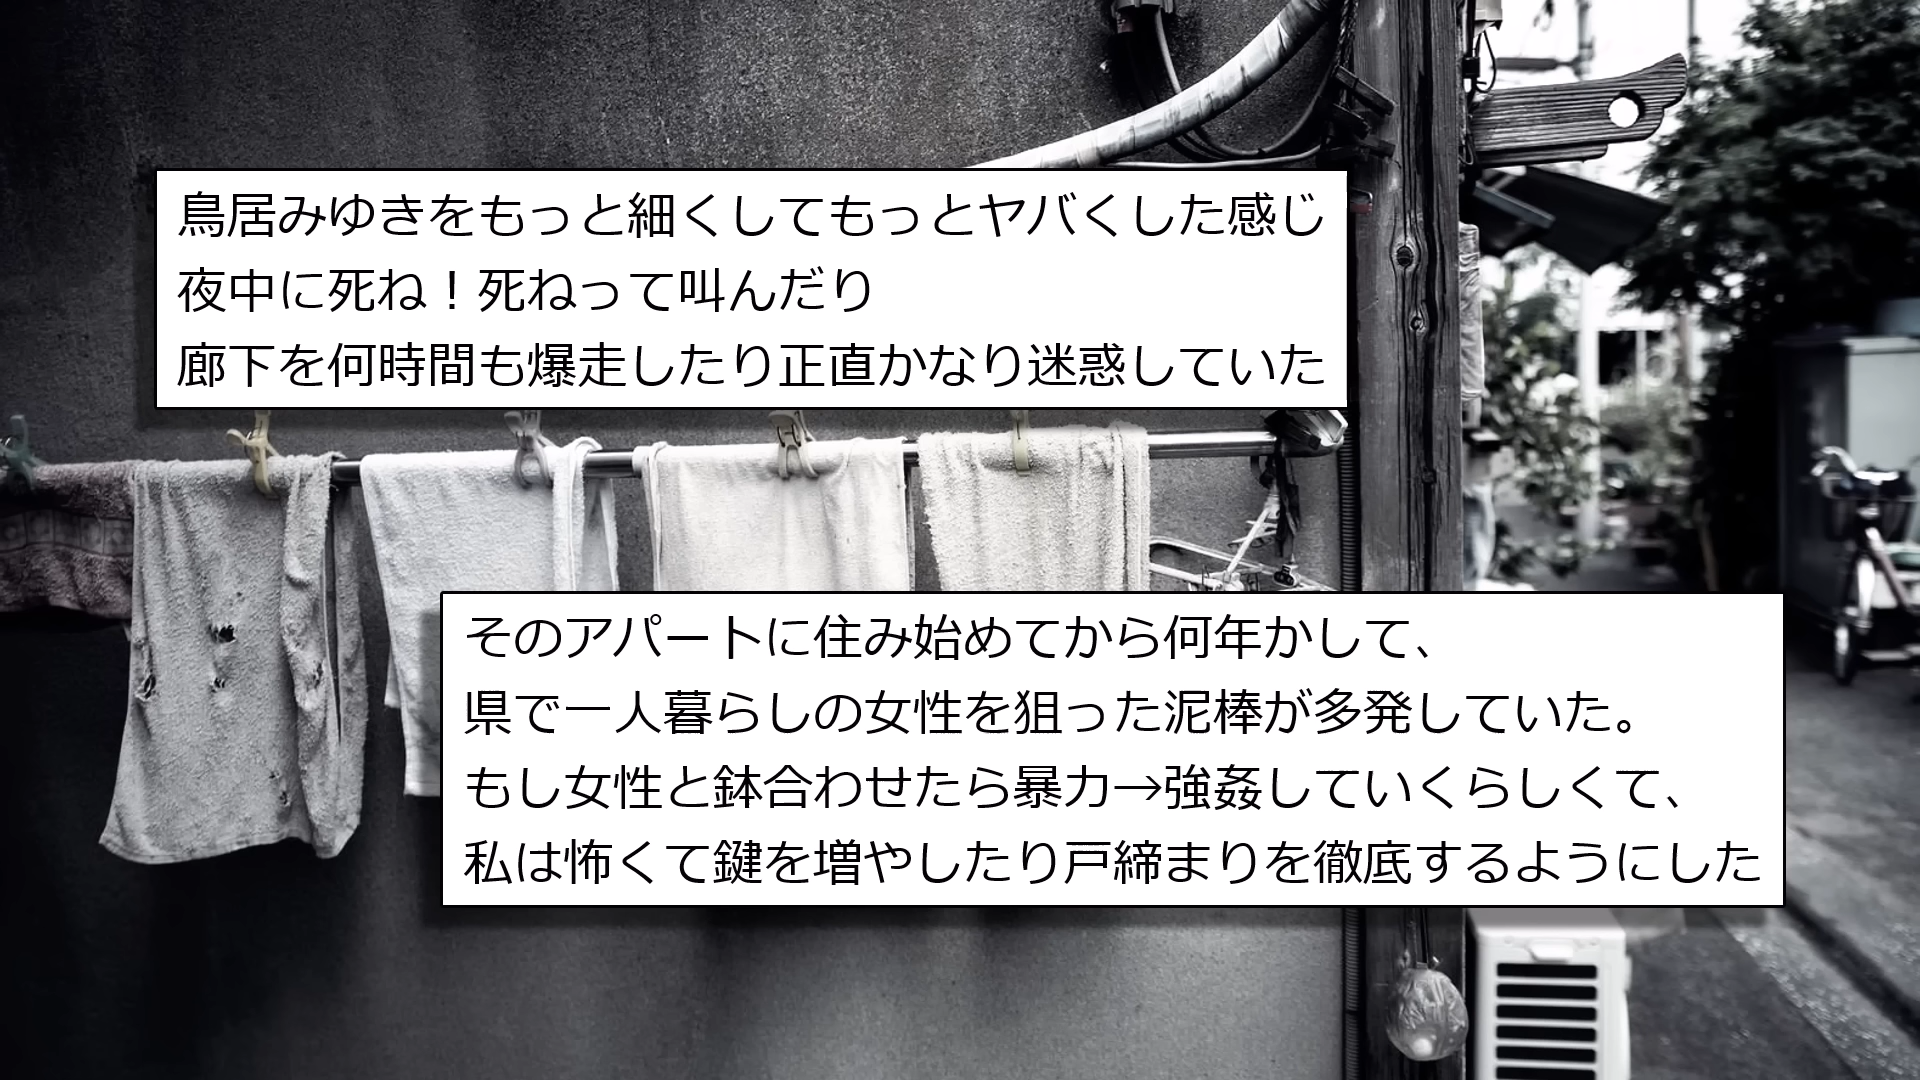 鳥居みゆきをもっと細くしてもっとヤバくした感じ
夜中に死ね！死ねって叫んだり
廊下を何時間も爆走したり正直かなり迷惑していた
そのアパートに住み始めてから何年かして、
県で一人暮らしの女性を狙った泥棒が多発していた。
もし女性と鉢合わせたら暴力→強姦していくらしくて、
私は怖くて鍵を増やしたり戸締まりを徹底するようにした